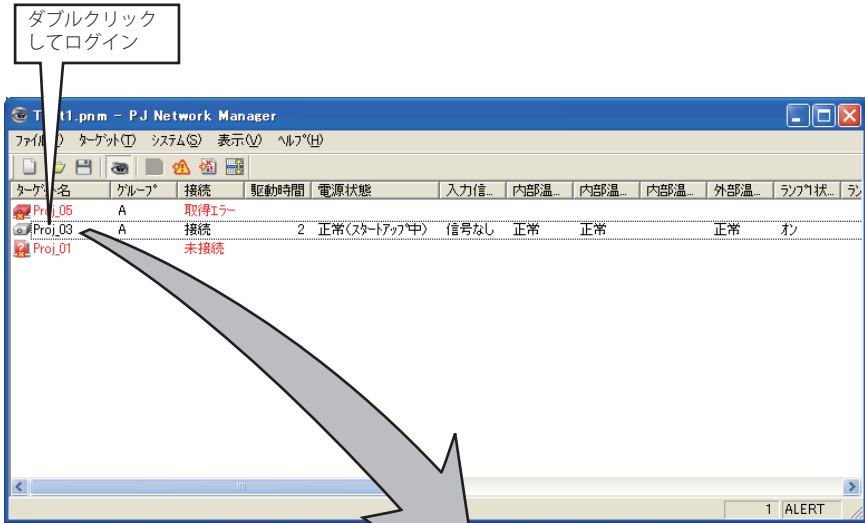 ダブルクリック
してログイン
Test1.pnm - PJ Network Manager
ターゲット(T) システム(S) 表示(V) ヘルプ(H)
グループ 接続 駆動時間 電源状態 入力信... 内部温... 内部温... 内部温... 外部温... ランプ1状... ラン
Proj_05 A 取得エラー
Proj_03 A 接続 2 正常(スタートアップ中) 信号なし 正常 正常 正常 オン
Proj_01 未接続
1 ALERT